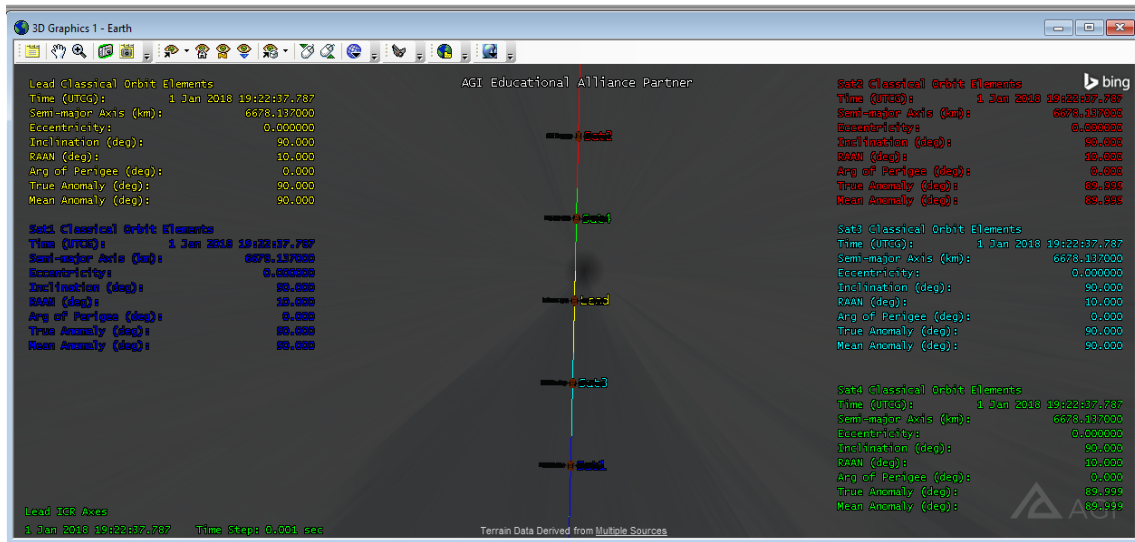 3D Graphics 1 - Earth
AGI Educational Alliance Partner
bing
Lead Classical Orbit Elements
Time (UTCG): 1 Jan 2018 19:22:37.787
Semi-major Axis (km): 6678.137000
Eccentricity: 0.000000
Inclination (deg): 90.000
RAAN (deg): 10.000
Arg of Perigee (deg): 0.000
True Anomaly (deg): 90.000
Mean Anomaly (deg): 90.000
Sat1 Classical Orbit Elements
Time (UTCG): 1 Jan 2018 19:22:37.787
Semi-major Axis (km): 6678.137000
Eccentricity: 0.000000
Inclination (deg): 90.000
RAAN (deg): 10.000
Arg of Perigee (deg): 0.000
True Anomaly (deg): 90.000
Mean Anomaly (deg): 90.000
Lead ICR Axes
1 Jan 2018 19:22:37.787 Time Step: 0.001 sec
Sat2
Sat4
Lead
Sat3
Sat1
Terrain Data Derived from Multiple Sources
Sat2 Classical Orbit Elements
Time (UTCG): 1 Jan 2018 19:22:37.787
Semi-major Axis (km): 6678.137000
Eccentricity: 0.000000
Inclination (deg): 90.000
RAAN (deg): 10.000
Arg of Perigee (deg): 0.000
True Anomaly (deg): 89.999
Mean Anomaly (deg): 89.999
Sat3 Classical Orbit Elements
Time (UTCG): 1 Jan 2018 19:22:37.787
Semi-major Axis (km): 6678.137000
Eccentricity: 0.000000
Inclination (deg): 90.000
RAAN (deg): 10.000
Arg of Perigee (deg): 0.000
True Anomaly (deg): 90.000
Mean Anomaly (deg): 90.000
Sat4 Classical Orbit Elements
Time (UTCG): 1 Jan 2018 19:22:37.787
Semi-major Axis (km): 6678.137000
Eccentricity: 0.000000
Inclination (deg): 90.000
RAAN (deg): 10.000
Arg of Perigee (deg): 0.000
True Anomaly (deg): 89.999
Mean Anomaly (deg): 89.999
AGI